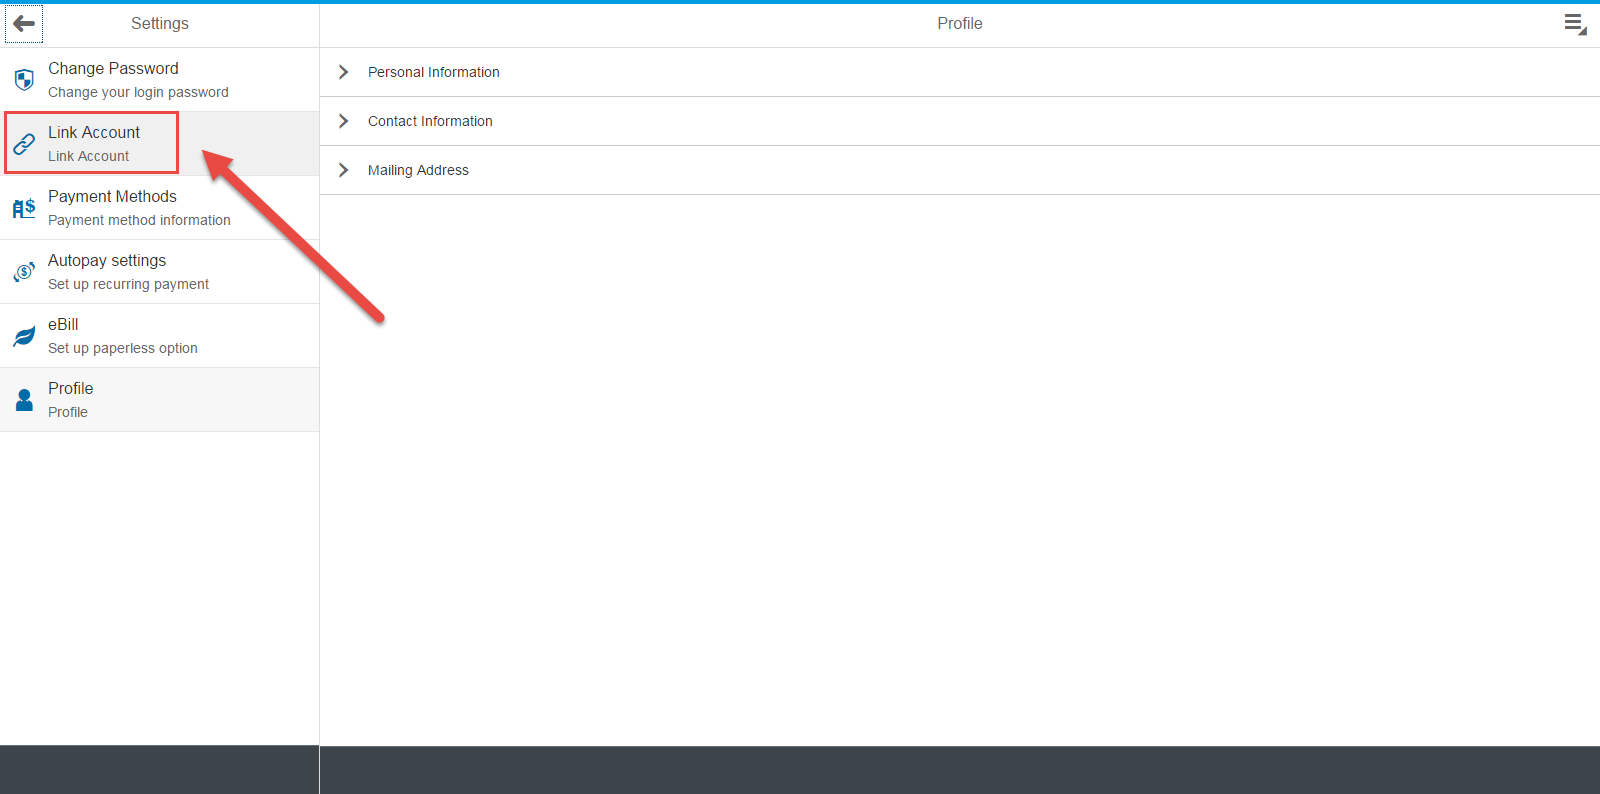 Settings
Profile
Change Password
Change your login password
Link Account
Link Account
Payment Methods
Payment method information
Autopay settings
Set up recurring payment
eBill
Set up paperless option
Profile
Profile
Personal Information
Contact Information
Mailing Address